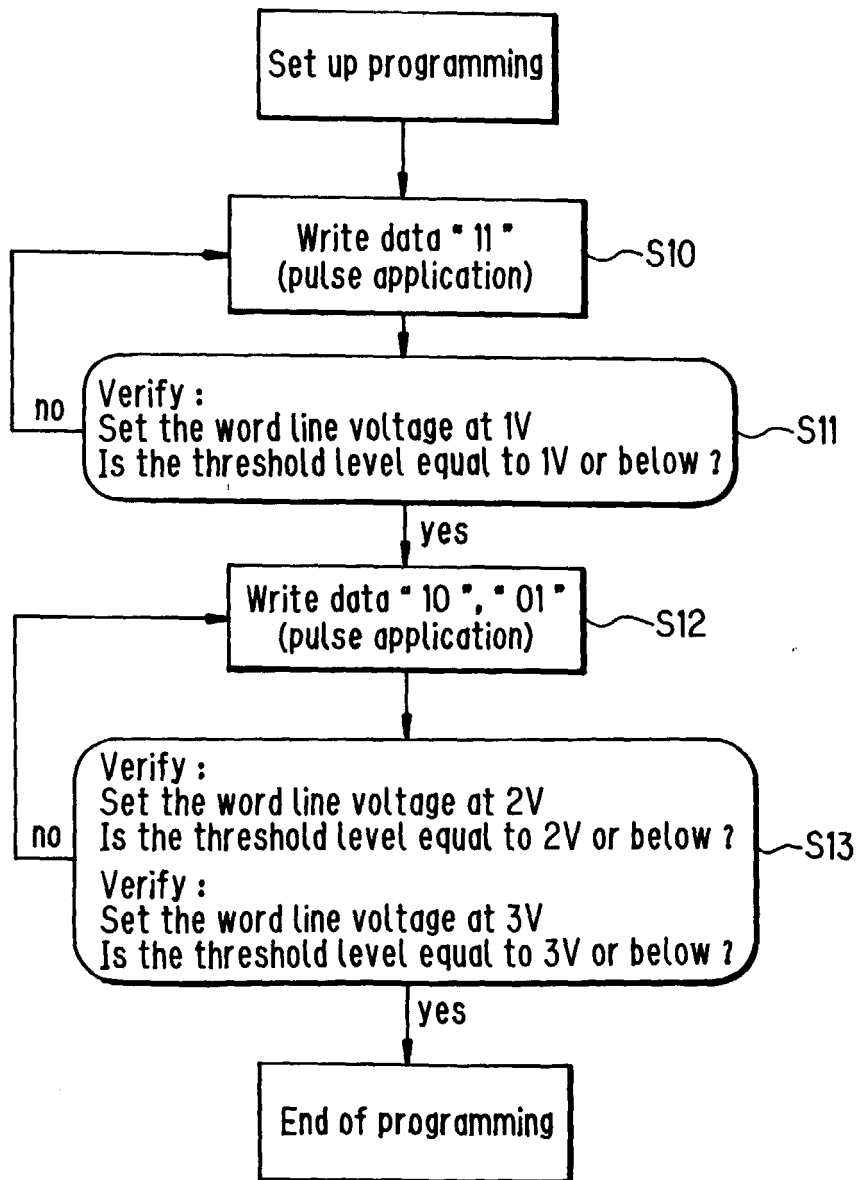 Set up programming
Write data “ 11 ”
(pulse application)
S10
no
Verify :
Set the word line voltage at 1V
Is the threshold level equal to 1V or below ?
S11
yes
Write data “ 10 ”, “ 01 ”
(pulse application)
S12
no
Verify :
Set the word line voltage at 2V
Is the threshold level equal to 2V or below ?
Verify :
Set the word line voltage at 3V
Is the threshold level equal to 3V or below ?
S13
yes
End of programming